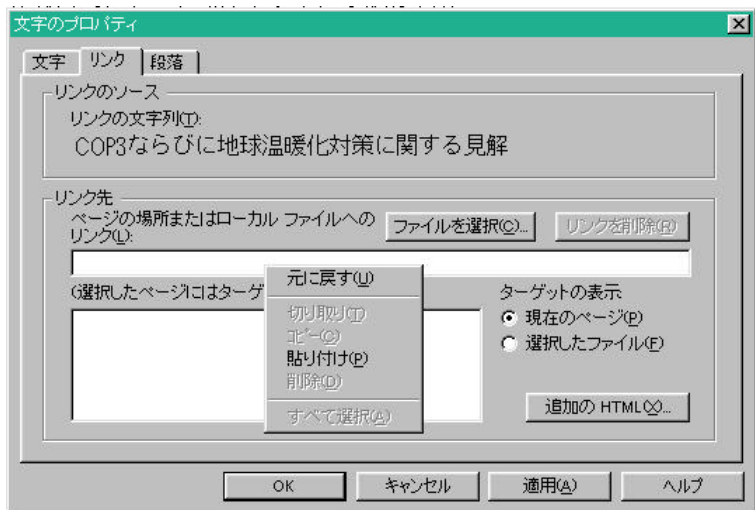 文字のプロパティ
文字
リンク
段落
リンクのソース
リンクの文字列(T):
COP3ならびに地球温暖化対策に関する見解
リンク先
ページの場所またはローカル ファイルへの
リンク(L):
ファイルを選択(C)...
リンクを削除(R)
(選択したページにはターゲ
元に戻す(U)
切り取り(T)
コピー(C)
貼り付け(P)
削除(D)
すべて選択(A)
ターゲットの表示
現在のページ(P)
選択したファイル(F)
追加の HTML(X)...
OK
キャンセル
適用(A)
ヘルプ